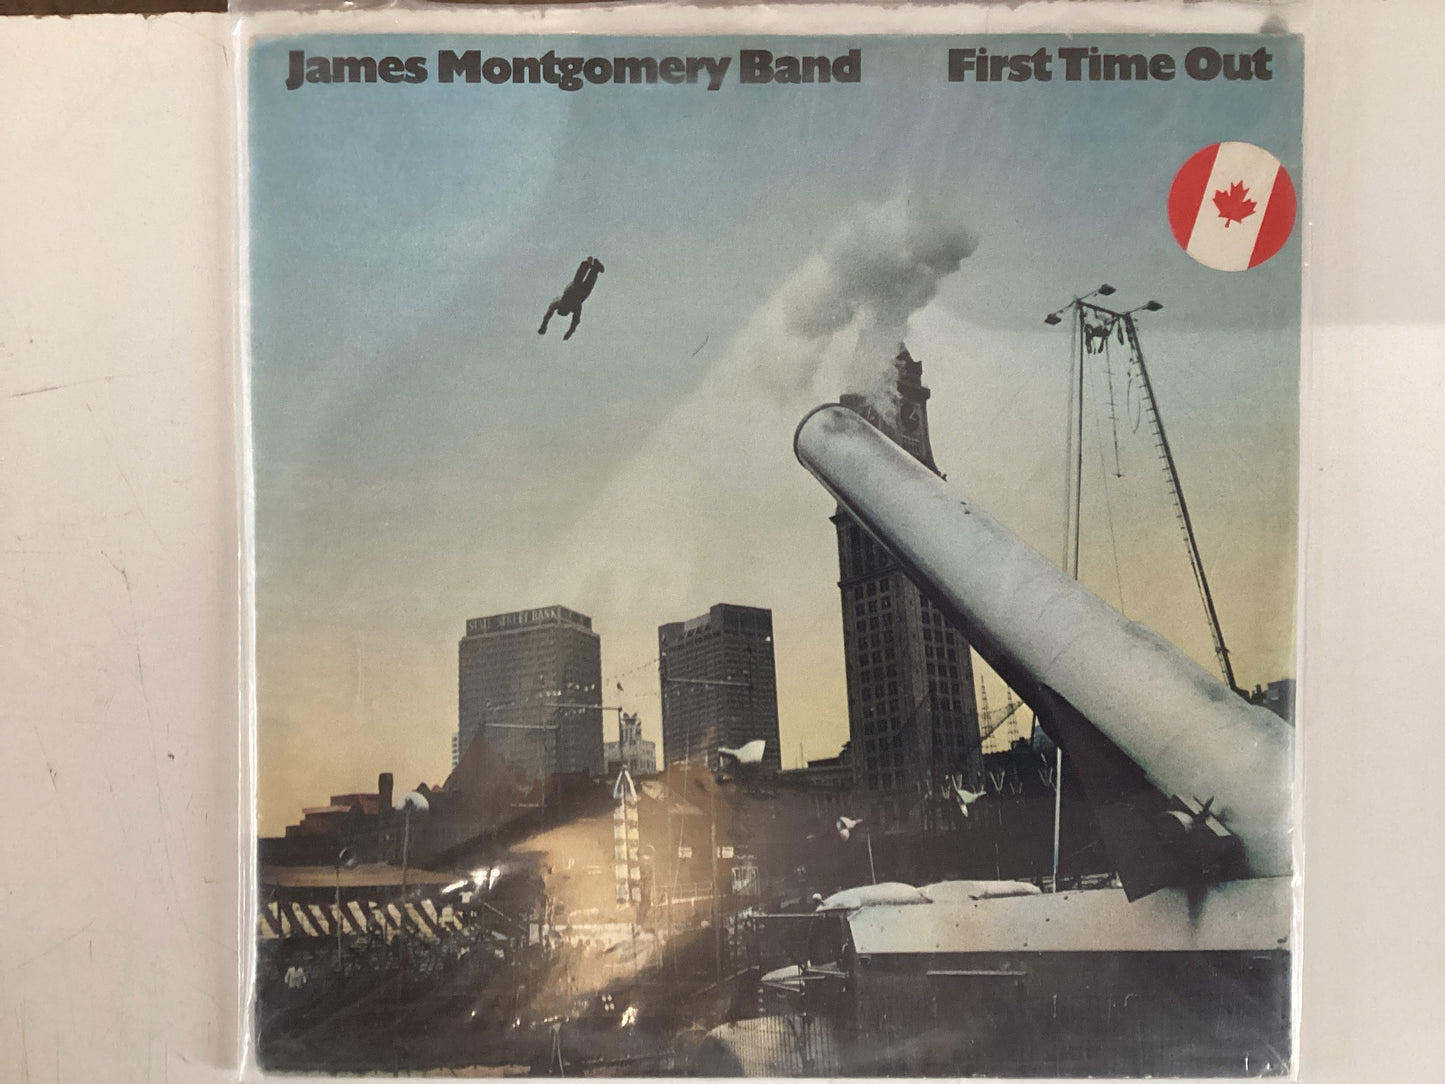 James Montgomery Band First Time Out
STATE STREET BANK